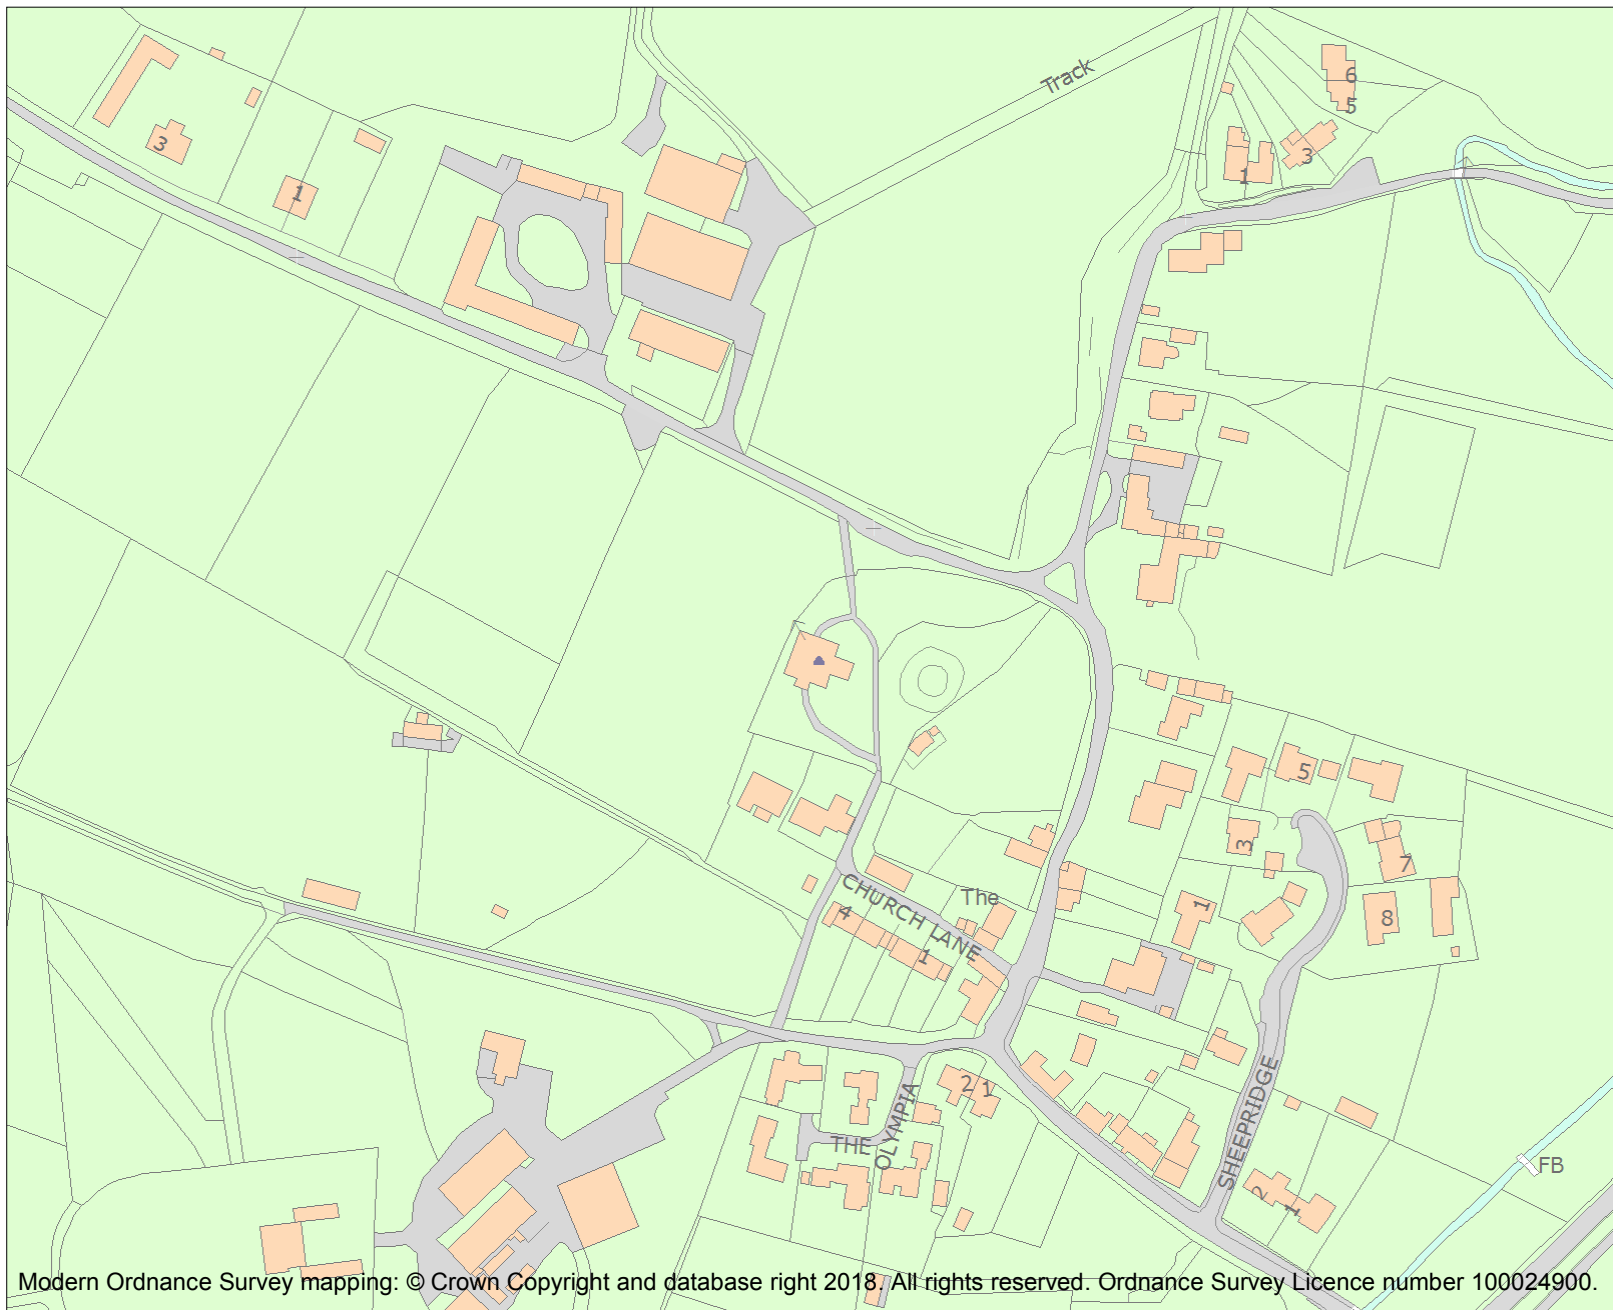 Track
6
5
3
3
1
1
5
3
7
1
8
The
CHURCH LANE
4
1
2 1
THE OLYMPIA
SHEEPRIDGE
2
1
FB
Modern Ordnance Survey mapping: © Crown Copyright and database right 2018. All rights reserved. Ordnance Survey Licence number 100024900.